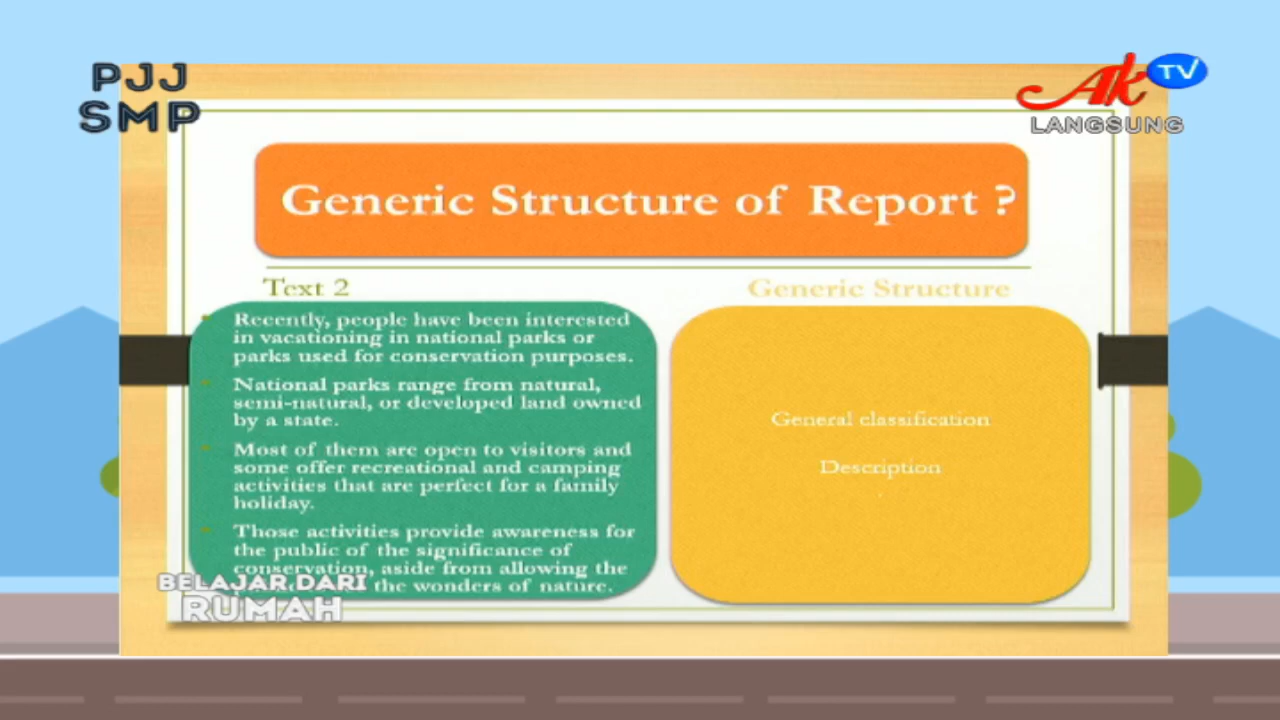 PJJ
SMP
Ak TV
LANGSUNG
Generic Structure of Report ?
Text 2
Recently, people have been interested
in vacationing in national parks or
parks used for conservation purposes.
National parks range from natural,
semi-natural, or developed land owned
by a state.
Most of them are open to visitors and
some offer recreational and camping
activities that are perfect for a family
holiday.
Those activities provide awareness for
the public of the significance of
conservation, aside from allowing the
the wonders of nature.
Generic Structure
General classification
Description
BELAJAR DARI
RUMAH